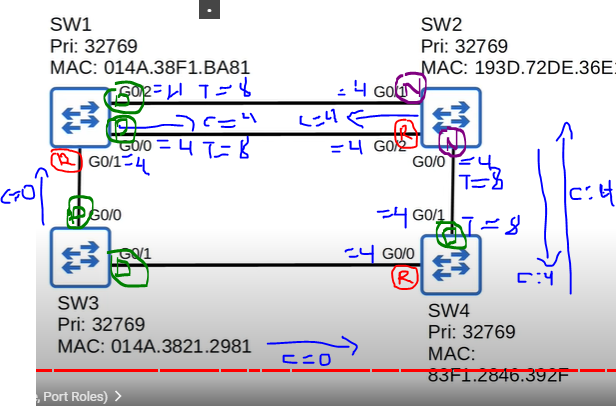 SW1
Pri: 32769
MAC: 014A.38F1.BA81
SW2
Pri: 32769
MAC: 193D.72DE.36E
G0/2 =4 T=8
=4 G0/1 N
D
D C=4
C=4 R
G0/0 =4 T=8
=4 G0/2
N
R G0/1 =4
G0/0 =4
T=8
C=0
C=4
D G0/0
=4 G0/1 T=8
D
G0/1
D
=4 G0/0
R
C=4
SW3
Pri: 32769
MAC: 014A.3821.2981
C=0
SW4
Pri: 32769
MAC:
83F1.2846.392F
, Port Roles)